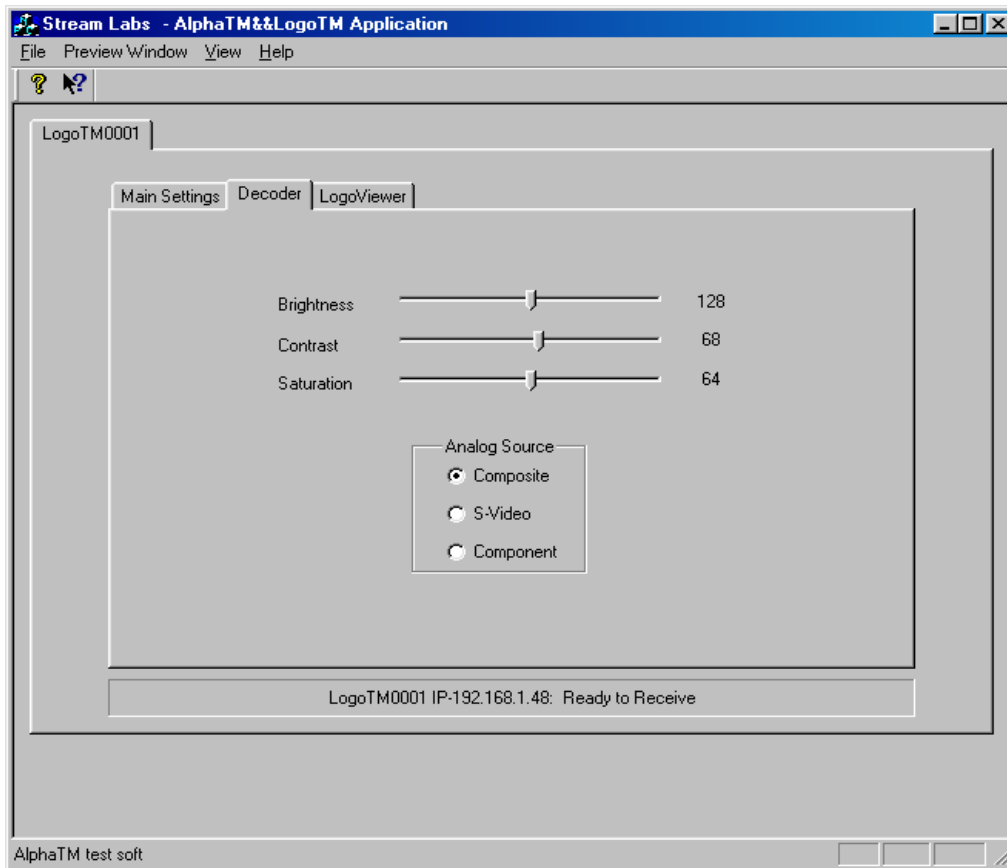 Stream Labs - AlphaTM&&LogoTM Application
File Preview Window View Help
LogoTM0001
Main Settings Decoder LogoViewer
Brightness 128
Contrast 68
Saturation 64
Analog Source
Composite
S-Video
Component
LogoTM0001 IP-192.168.1.48: Ready to Receive
AlphaTM test soft